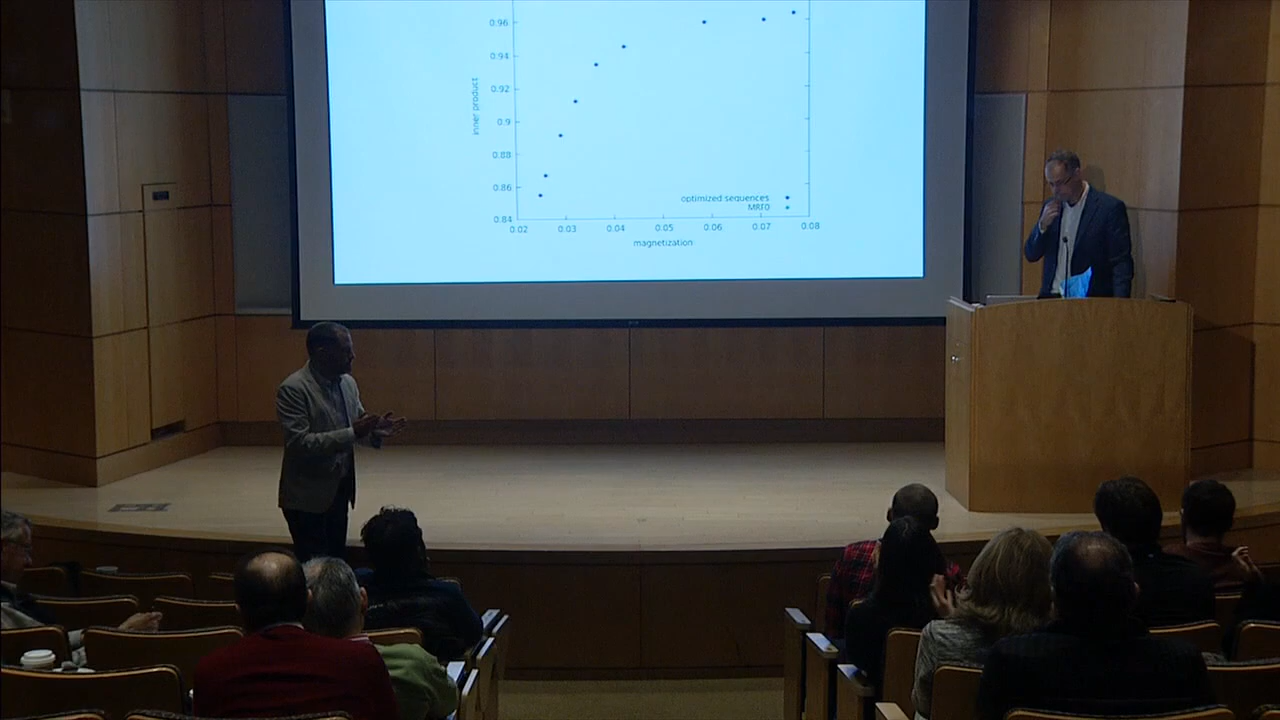 0.96
0.94
0.92
0.9
0.88
0.86
0.84
inner product
optimized sequences
0.02 0.03 0.04 0.05 0.06 0.07 0.08
magnetization